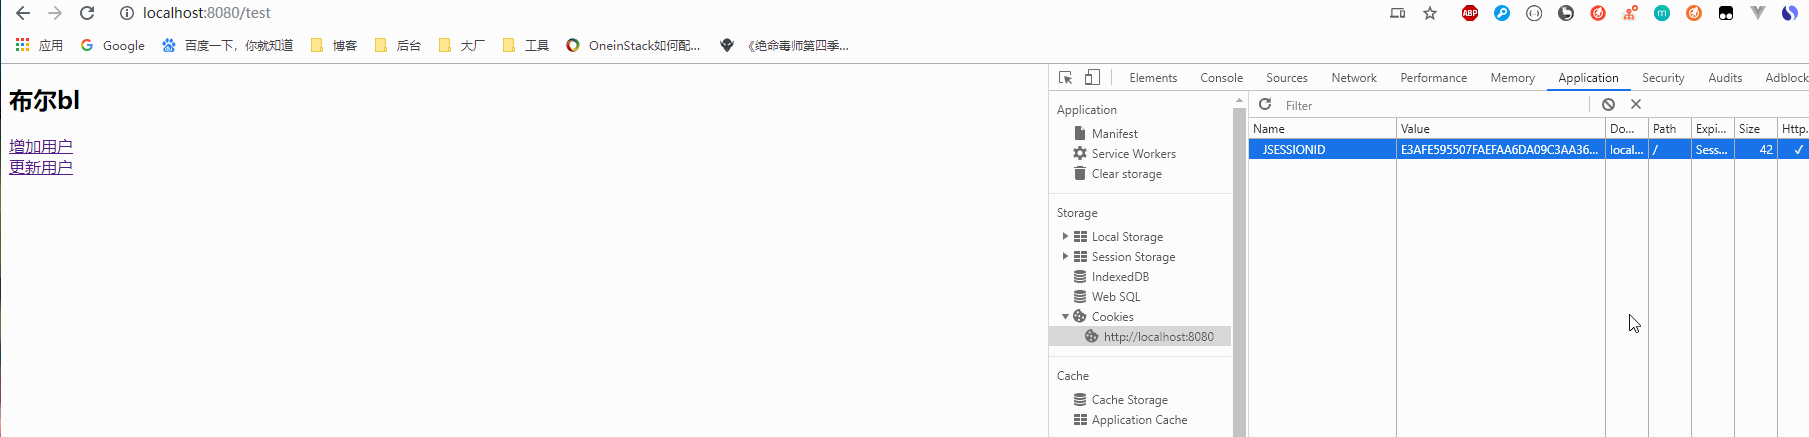 localhost:8080/test
应用 Google 百度一下，你就知道 博客 后台 大厂 工具 OneinStack如何配... 《绝命毒师第四季...
布尔bl
增加用户
更新用户
Elements Console Sources Network Performance Memory Application Security Audits Adblock
Application
Manifest
Service Workers
Clear storage
Storage
Local Storage
Session Storage
IndexedDB
Web SQL
Cookies
http://localhost:8080
Cache
Cache Storage
Application Cache
Filter
Name Value Do... Path Expi... Size Http.
JSESSIONID E3AFE595507FAEFAA6DA09C3AA36... local... / Sess... 42 ✓
ABP
m